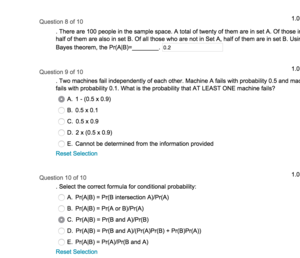 Question 8 of 10
1.0
. There are 100 people in the sample space. A total of twenty of them are in set A. Of those
half of them are also in set B. Of all those who are not in Set A, half of them are in set B.
Bayes theorem, the Pr(A|B)=________. 0.2
Question 9 of 10
1.0
. Two machines fail independently of each other. Machine A fails with probability 0.5 and
fails with probability 0.1. What is the probability that AT LEAST ONE machine fails?
A. 1 - (0.5 x 0.9)
B. 0.5 x 0.1
C. 0.5 x 0.9
D. 2 x (0.5 x 0.9)
E. Cannot be determined from the information provided
Reset Selection
Question 10 of 10
1.0
. Select the correct formula for conditional probability:
A. Pr(A|B) = Pr(B intersection A)/Pr(A)
B. Pr(A|B) = Pr(A or B)/Pr(A)
C. Pr(A|B) = Pr(B and A)/Pr(B)
D. Pr(A|B) = Pr(B and A)/(Pr(A)Pr(B) + Pr(B)Pr(A))
E. Pr(A|B) = Pr(A)/Pr(B and A)
Reset Selection